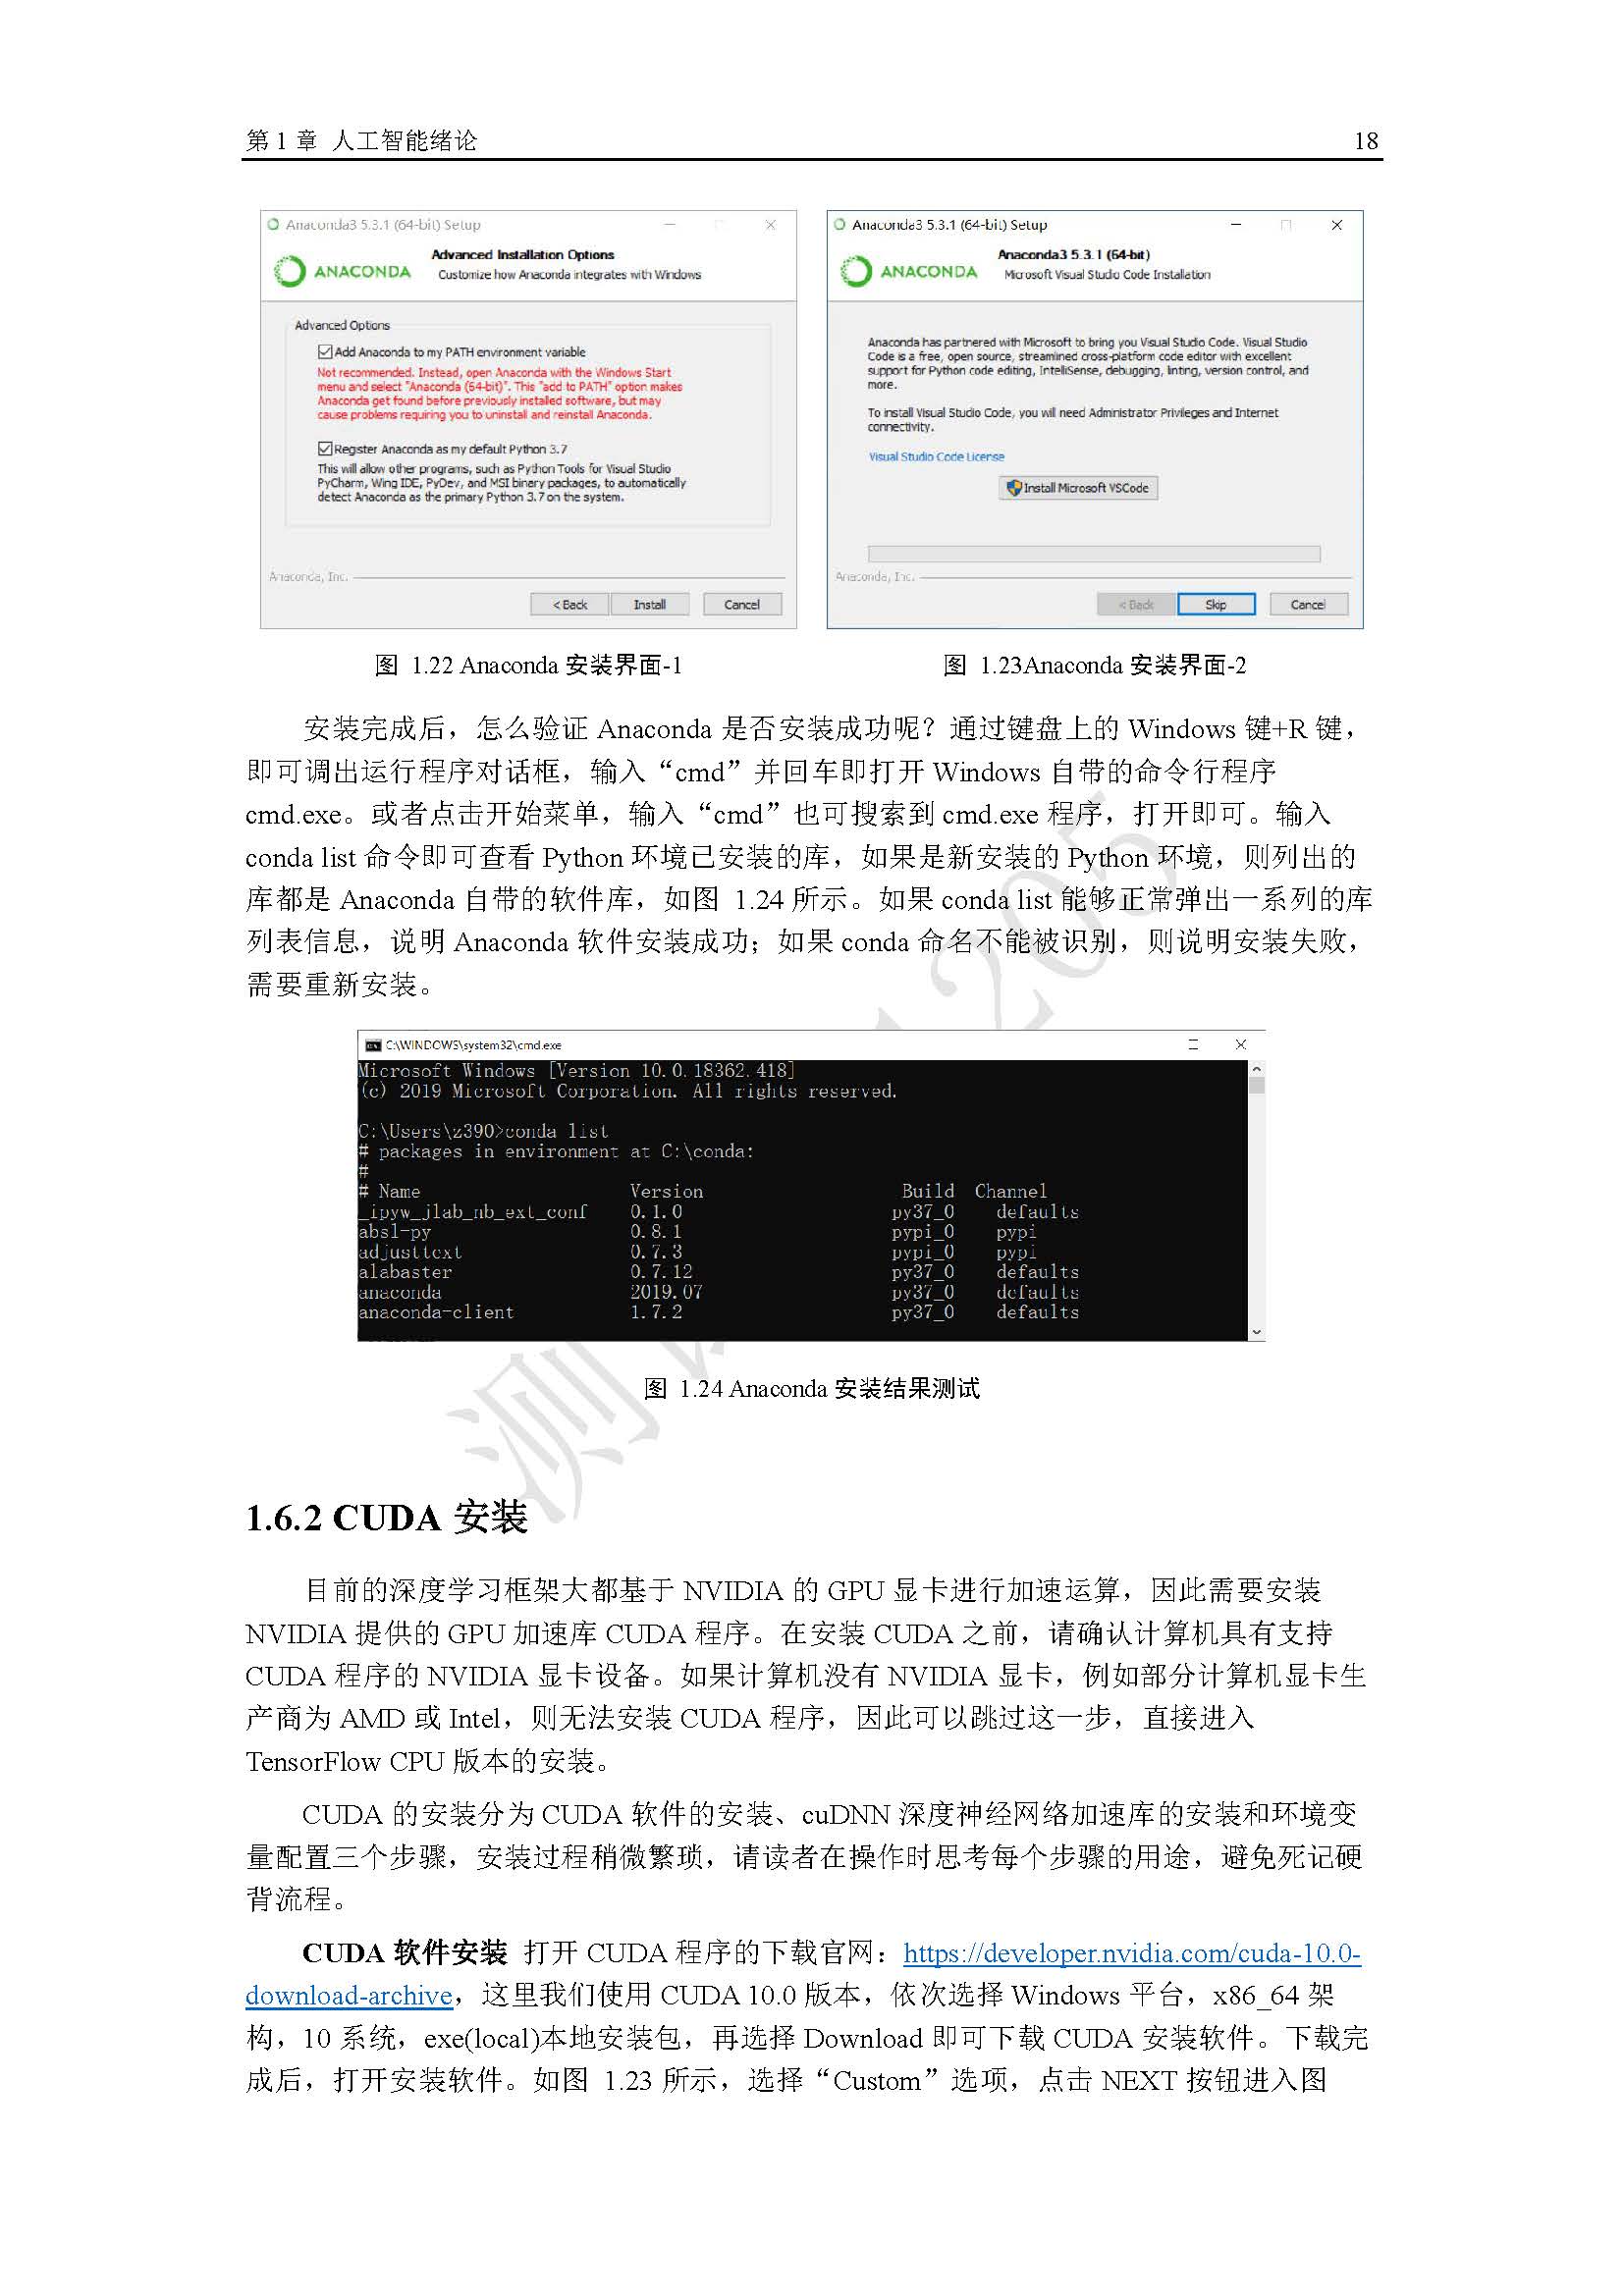 第 1 章 人工智能绪论 18
Anaconda3 5.3.1 (64-bit) Setup
Advanced Installation Options
ANACONDA
Customize how Anaconda integrates with Windows
Advanced Options
Add Anaconda to my PATH environment variable
Not recommended. Instead, open Anaconda with the Windows Start
menu and select "Anaconda (64-bit)". This "add to PATH" option makes
Anaconda get found before previously installed software, but may
cause problems requiring you to uninstall and reinstall Anaconda.
Register Anaconda as my default Python 3.7
This will allow other programs, such as Python Tools for Visual Studio
PyCharm, Wing IDE, PyDev, and MSI binary packages, to automatically
detect Anaconda as the primary Python 3.7 on the system.
Anaconda, Inc.
< Back Install Cancel
Anaconda3 5.3.1 (64-bit) Setup
Anaconda3 5.3.1 (64-bit)
ANACONDA
Microsoft Visual Studio Code Installation
Anaconda has partnered with Microsoft to bring you Visual Studio Code. Visual Studio
Code is a free, open source, streamlined cross-platform code editor with excellent
support for Python code editing, IntelliSense, debugging, linting, version control, and
more.
To install Visual Studio Code, you will need Administrator Privileges and Internet
connectivity.
Visual Studio Code License
Install Microsoft VSCode
Anaconda, Inc.
< Back Skip Cancel
图 1.22 Anaconda 安装界面-1
图 1.23Anaconda 安装界面-2
安装完成后，怎么验证 Anaconda 是否安装成功呢？通过键盘上的 Windows 键+R 键，
即可调出运行程序对话框，输入“cmd”并回车即打开 Windows 自带的命令行程序
cmd.exe。或者点击开始菜单，输入“cmd”也可搜索到 cmd.exe 程序，打开即可。输入
conda list 命令即可查看 Python 环境已安装的库，如果是新安装的 Python 环境，则列出的
库都是 Anaconda 自带的软件库，如图 1.24 所示。如果 conda list 能够正常弹出一系列的库
列表信息，说明 Anaconda 软件安装成功；如果 conda 命名不能被识别，则说明安装失败，
需要重新安装。
C:\WINDOWS\system32\cmd.exe
Microsoft Windows [Version 10.0.18362.418]
(c) 2019 Microsoft Corporation. All rights reserved.
C:\Users\z390>conda list
# packages in environment at C:\conda:
#
# Name Version Build Channel
_ipyw_jlab_nb_ext_conf 0.1.0 py37_0 defaults
absl-py 0.8.1 pypi_0 pypi
adjusttext 0.7.3 pypi_0 pypi
alabaster 0.7.12 py37_0 defaults
anaconda 2019.07 py37_0 defaults
anaconda-client 1.7.2 py37_0 defaults
图 1.24 Anaconda 安装结果测试
1.6.2 CUDA 安装
目前的深度学习框架大都基于 NVIDIA 的 GPU 显卡进行加速运算，因此需要安装
NVIDIA 提供的 GPU 加速库 CUDA 程序。在安装 CUDA 之前，请确认计算机具有支持
CUDA 程序的 NVIDIA 显卡设备。如果计算机没有 NVIDIA 显卡，例如部分计算机显卡生
产商为 AMD 或 Intel，则无法安装 CUDA 程序，因此可以跳过这一步，直接进入
TensorFlow CPU 版本的安装。
CUDA 的安装分为 CUDA 软件的安装、cuDNN 深度神经网络加速库的安装和环境变
量配置三个步骤，安装过程稍微繁琐，请读者在操作时思考每个步骤的用途，避免死记硬
背流程。
CUDA 软件安装 打开 CUDA 程序的下载官网：https://developer.nvidia.com/cuda-10.0-
download-archive，这里我们使用 CUDA 10.0 版本，依次选择 Windows 平台，x86_64 架
构，10 系统，exe(local)本地安装包，再选择 Download 即可下载 CUDA 安装软件。下载完
成后，打开安装软件。如图 1.23 所示，选择“Custom”选项，点击 NEXT 按钮进入图